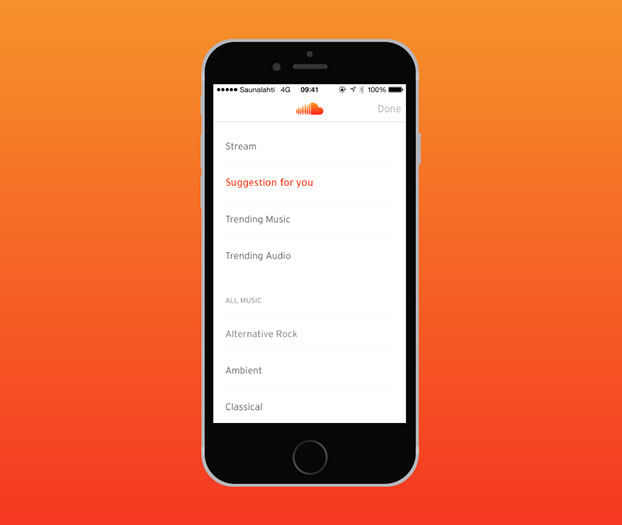 Saunalahti 4G 09:41 100%
Done
Stream
Suggestion for you
Trending Music
Trending Audio
ALL MUSIC
Alternative Rock
Ambient
Classical